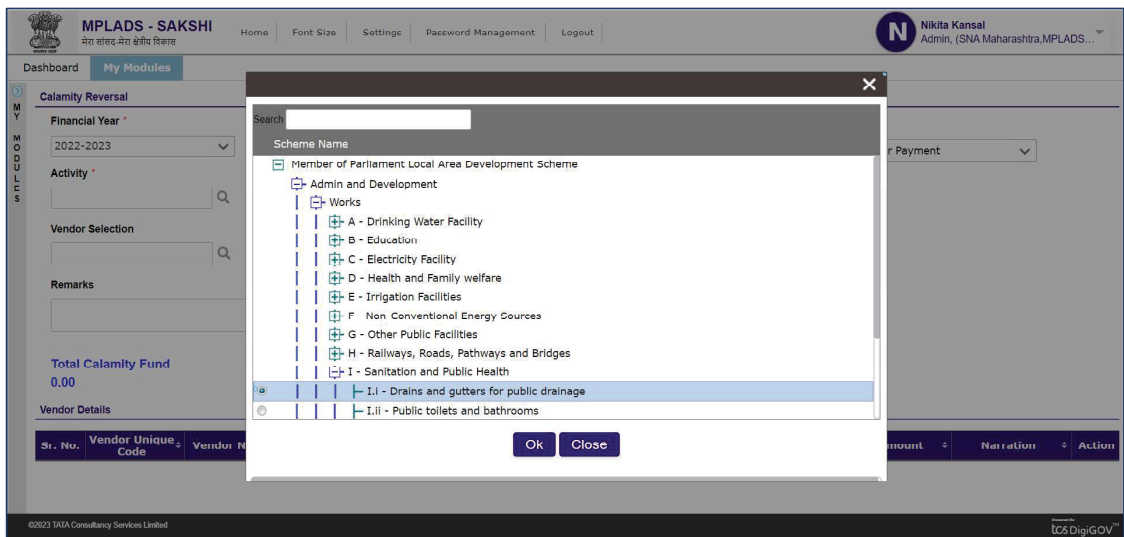 MPLADS - SAKSHI
मेरा सांसद-मेरा क्षेत्रीय विकास
Home Font Size Settings Password Management Logout
N
Nikita Kansal
Admin, (SNA Maharashtra,MPLADS...
Dashboard My Modules
MY MODULES
Calamity Reversal
Financial Year *
2022-2023
r Payment
Activity *
Vendor Selection
Remarks
Total Calamity Fund
0.00
Vendor Details
Search
Scheme Name
Member of Parliament Local Area Development Scheme
Admin and Development
Works
A - Drinking Water Facility
B - Education
C - Electricity Facility
D - Health and Family welfare
E - Irrigation Facilities
F Non Conventional Energy Sources
G - Other Public Facilities
H - Railways, Roads, Pathways and Bridges
I - Sanitation and Public Health
I.i - Drains and gutters for public drainage
I.ii - Public toilets and bathrooms
Ok Close
Sr. No. Vendor Unique Code Vendor N mount Narration Action
©2023 TATA Consultancy Services Limited
tcs DigiGOV™